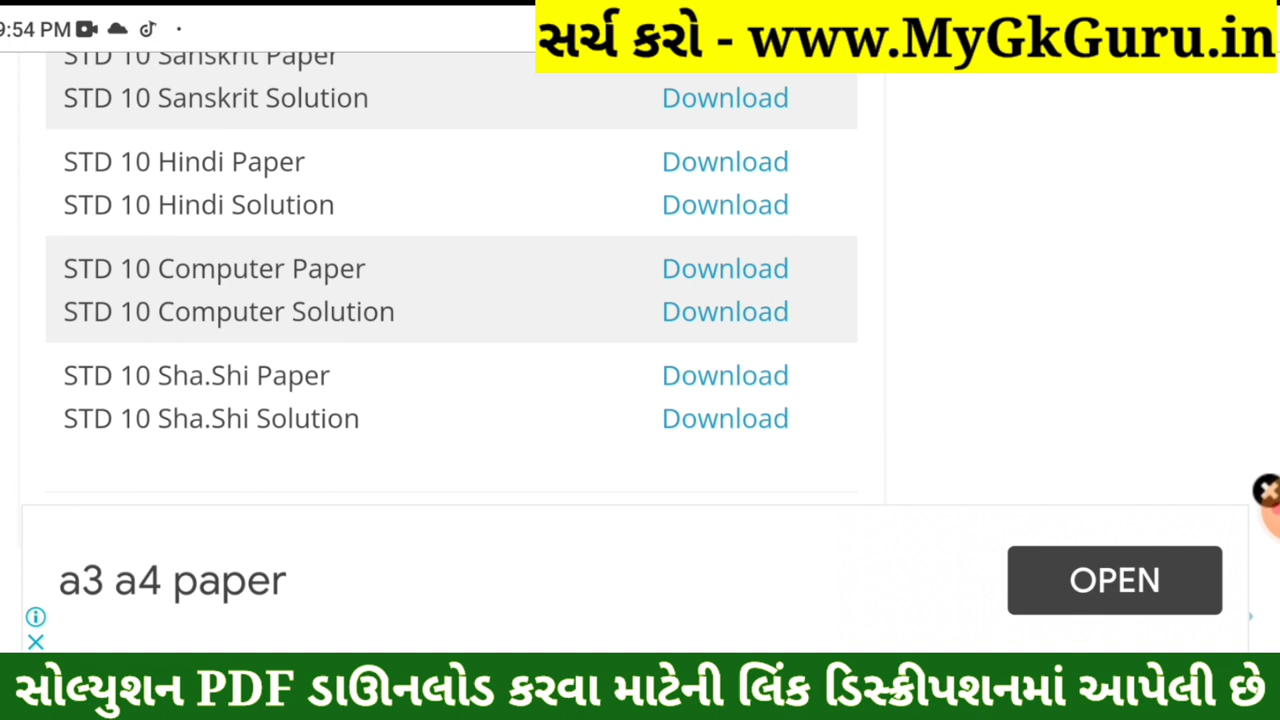 9:54 PM
સર્ચ કરો - www.MyGkGuru.in
STD 10 Sanskrit Paper
STD 10 Sanskrit Solution Download
STD 10 Hindi Paper Download
STD 10 Hindi Solution Download
STD 10 Computer Paper Download
STD 10 Computer Solution Download
STD 10 Sha.Shi Paper Download
STD 10 Sha.Shi Solution Download
a3 a4 paper
OPEN
સોલ્યુશન PDF ડાઊનલોડ કરવા માટેની લિંક ડિસ્ક્રીપશનમાં આપેલી છે